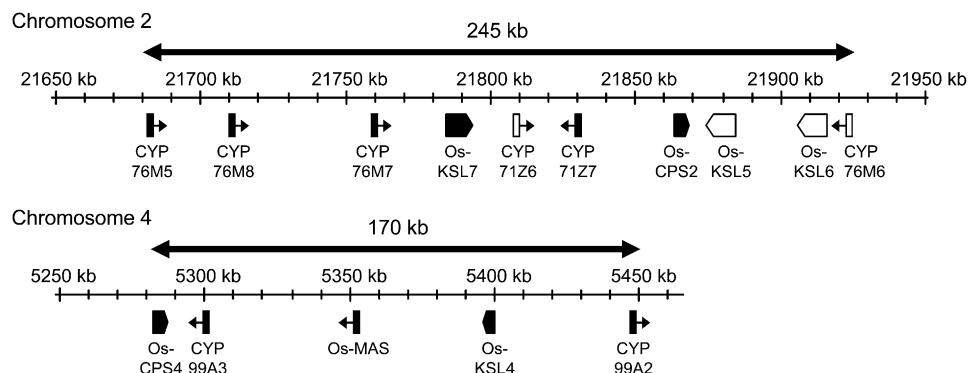 Chromosome 2
245 kb
21650 kb 21700 kb 21750 kb 21800 kb 21850 kb 21900 kb 21950 kb
CYP CYP CYP Os- CYP CYP Os- Os- Os- CYP
76M5 76M8 76M7 KSL7 71Z6 71Z7 CPS2 KSL5 KSL6 76M6
Chromosome 4
170 kb
5250 kb 5300 kb 5350 kb 5400 kb 5450 kb
Os- CYP Os-MAS Os- CYP
CPS4 99A3 KSL4 99A2